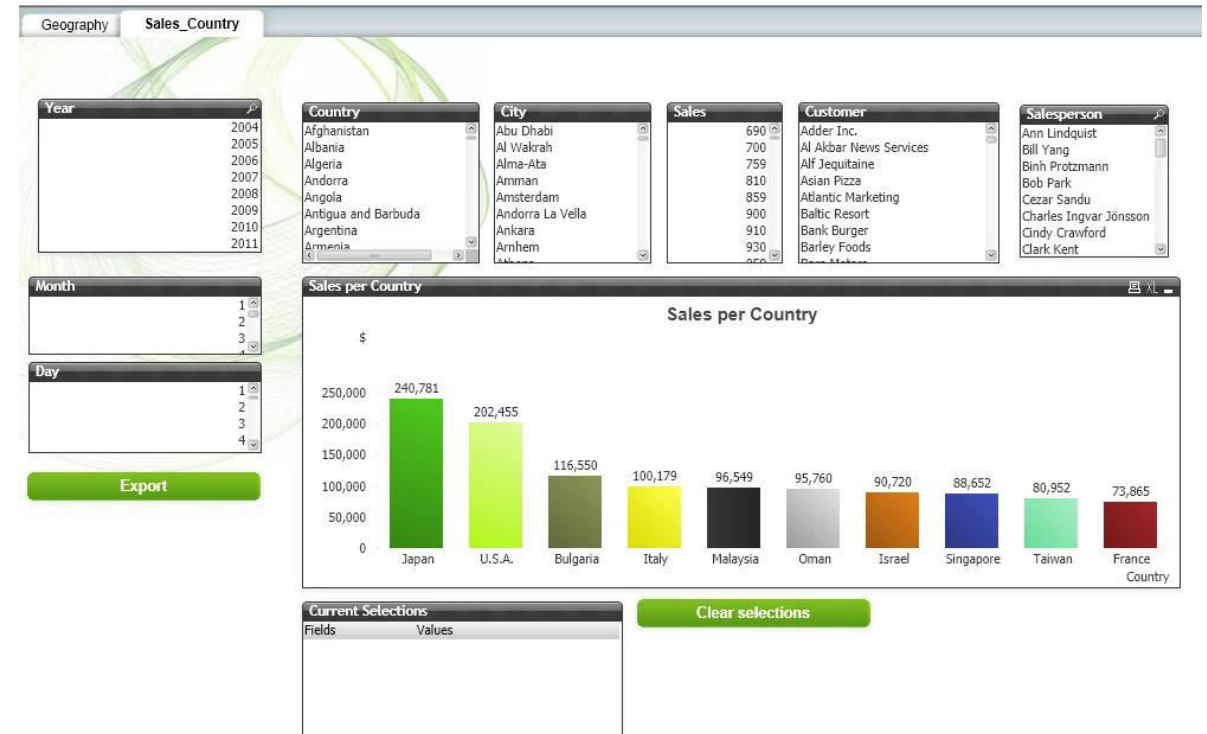 Geography
Sales_Country
Year
2004
2005
2006
2007
2008
2009
2010
2011
Country
Afghanistan
Albania
Algeria
Andorra
Angola
Antigua and Barbuda
Argentina
Armenia
City
Abu Dhabi
Al Wakrah
Alma-Ata
Amman
Amsterdam
Andorra La Vella
Ankara
Arnhem
Sales
690
700
759
810
859
900
910
930
Customer
Adder Inc.
Al Akbar News Services
Alf Jequitaine
Asian Pizza
Atlantic Marketing
Baltic Resort
Bank Burger
Barley Foods
Salesperson
Ann Lindquist
Bill Yang
Binh Protzmann
Bob Park
Cezar Sandu
Charles Ingvar Jönsson
Cindy Crawford
Clark Kent
Month
1
2
3
Day
1
2
3
4
Export
Sales per Country
XL
Sales per Country
$
250,000
200,000
150,000
100,000
50,000
0
240,781
202,455
116,550
100,179
96,549
95,760
90,720
88,652
80,952
73,865
Japan
U.S.A.
Bulgaria
Italy
Malaysia
Oman
Israel
Singapore
Taiwan
France
Country
Current Selections
Fields Values
Clear selections